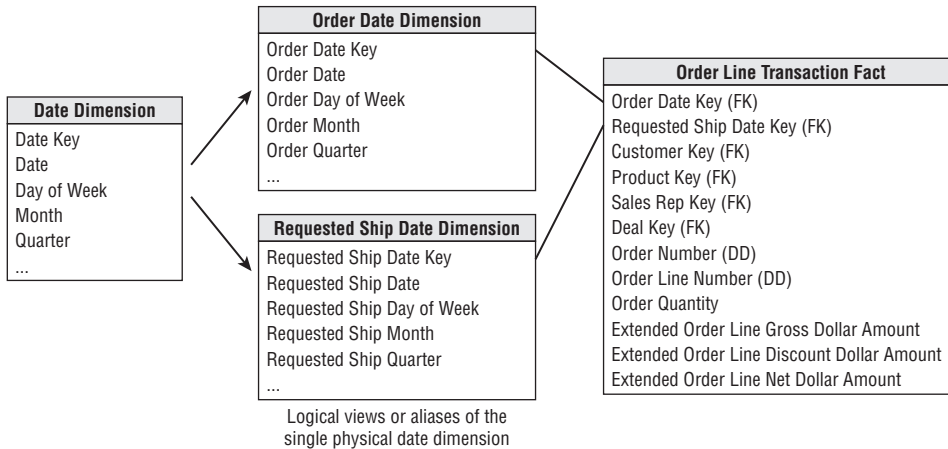 Date Dimension
Date Key
Date
Day of Week
Month
Quarter
...
Order Date Dimension
Order Date Key
Order Date
Order Day of Week
Order Month
Order Quarter
...
Requested Ship Date Dimension
Requested Ship Date Key
Requested Ship Date
Requested Ship Day of Week
Requested Ship Month
Requested Ship Quarter
...
Logical views or aliases of the
single physical date dimension
Order Line Transaction Fact
Order Date Key (FK)
Requested Ship Date Key (FK)
Customer Key (FK)
Product Key (FK)
Sales Rep Key (FK)
Deal Key (FK)
Order Number (DD)
Order Line Number (DD)
Order Quantity
Extended Order Line Gross Dollar Amount
Extended Order Line Discount Dollar Amount
Extended Order Line Net Dollar Amount